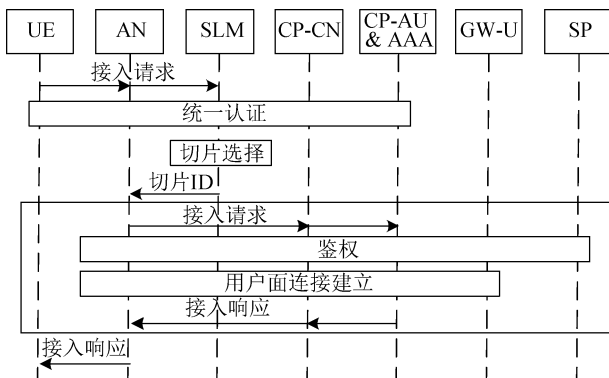 UE
AN
SLM
CP-CN
CP-AU
& AAA
GW-U
SP
接入请求
统一认证
切片选择
切片ID
接入请求
鉴权
用户面连接建立
接入响应
接入响应